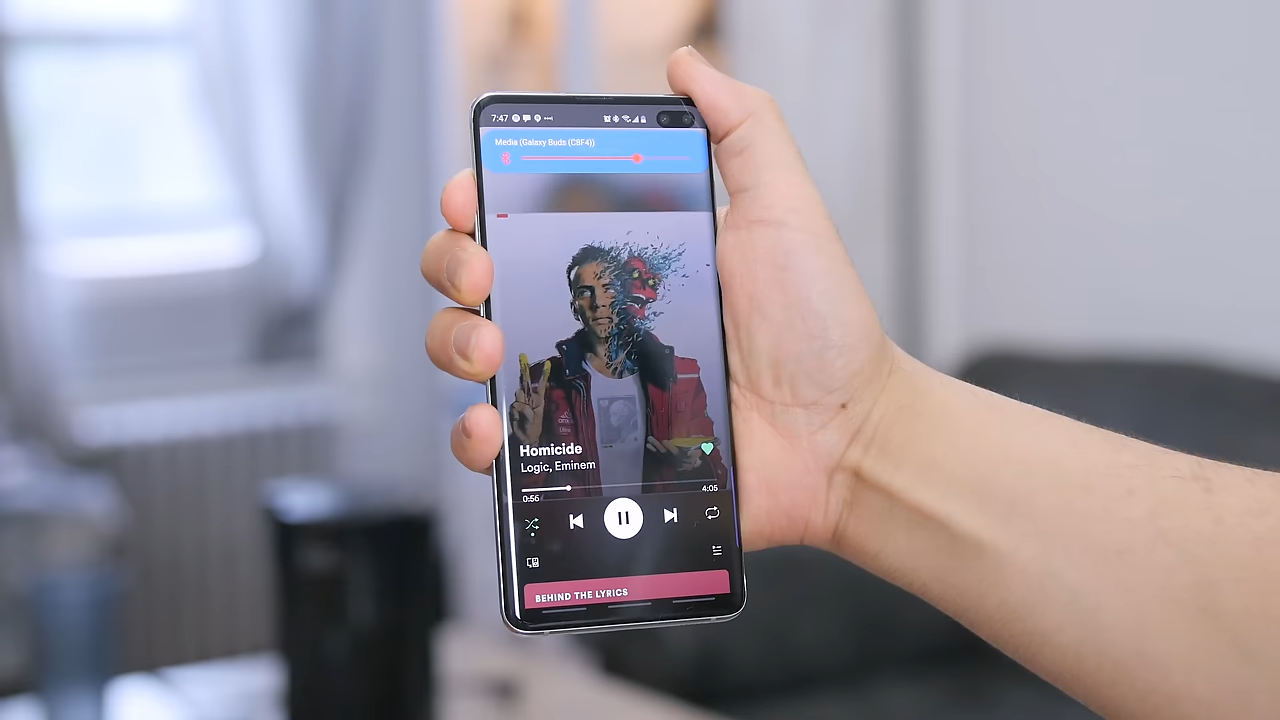 7:47
Media (Galaxy Buds (C8F4))
Homicide
Logic, Eminem
0:56
4:05
BEHIND THE LYRICS